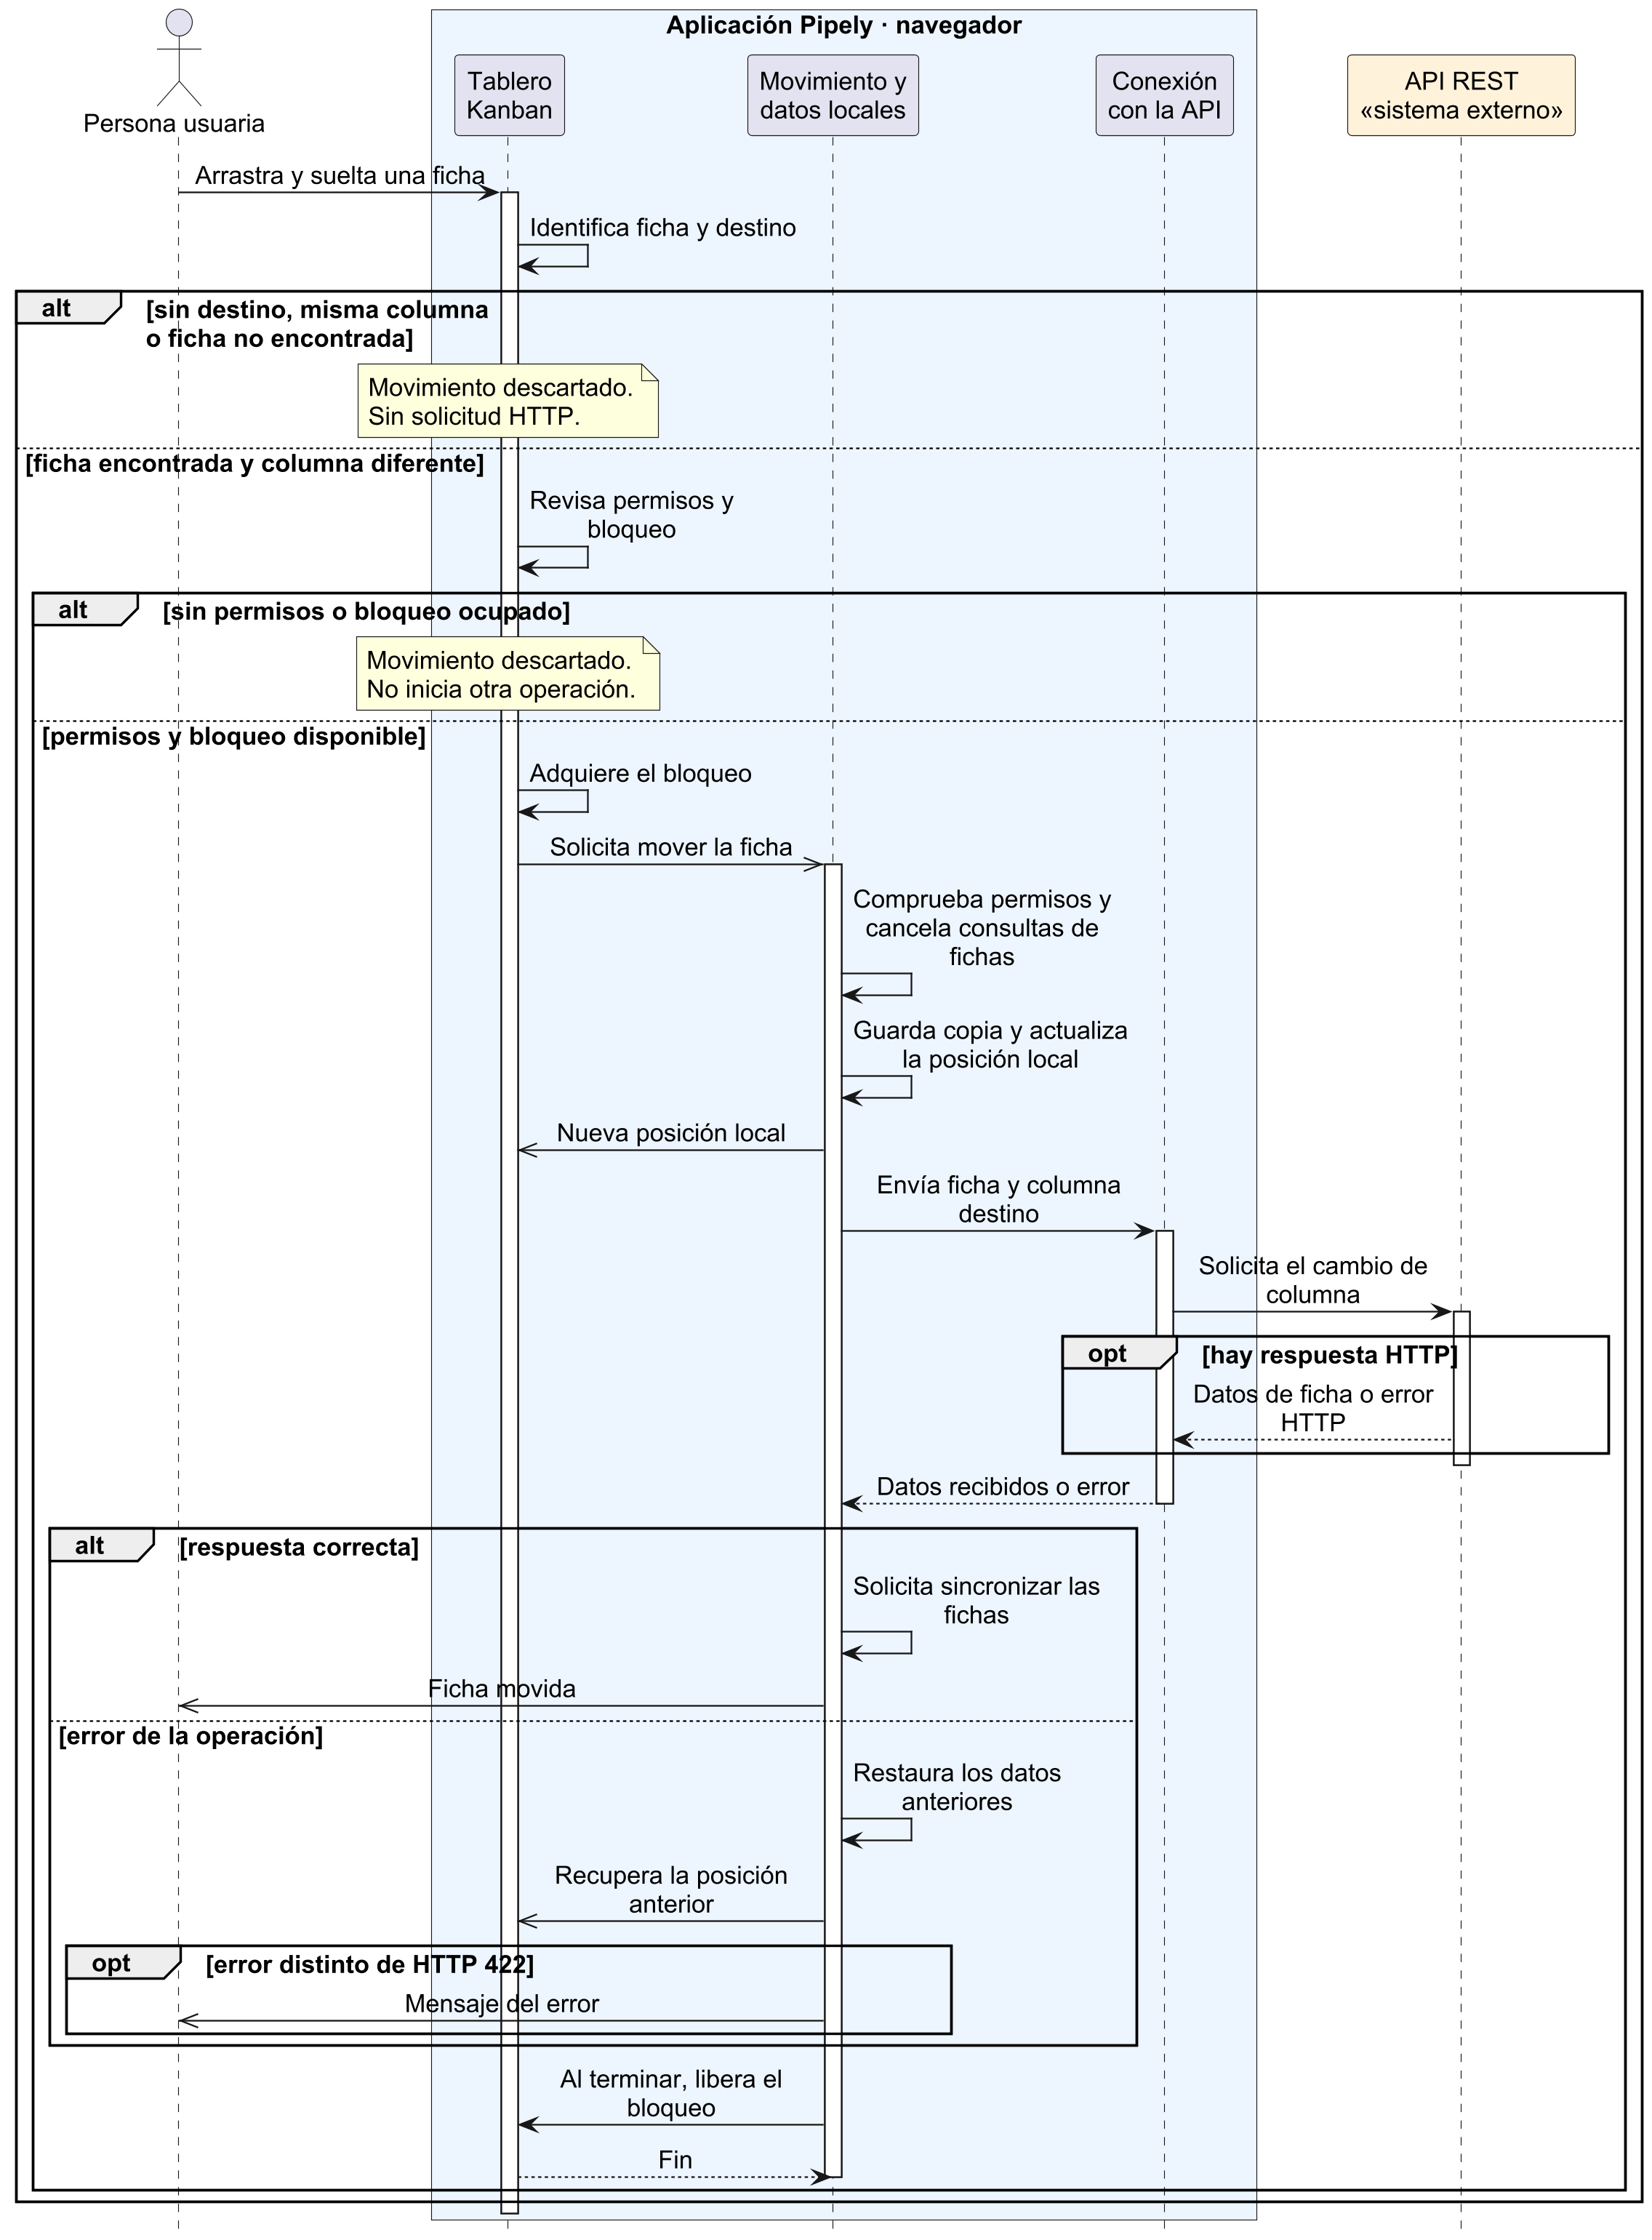 Aplicación Pipely · navegador
Persona usuaria
Tablero
Kanban
Movimiento y
datos locales
Conexión
con la API
API REST
«sistema externo»
Arrastra y suelta una ficha
Identifica ficha y destino
alt
[sin destino, misma columna
o ficha no encontrada]
Movimiento descartado.
Sin solicitud HTTP.
[ficha encontrada y columna diferente]
Revisa permisos y
bloqueo
alt
[sin permisos o bloqueo ocupado]
Movimiento descartado.
No inicia otra operación.
[permisos y bloqueo disponible]
Adquiere el bloqueo
Solicita mover la ficha
Comprueba permisos y
cancela consultas de
fichas
Guarda copia y actualiza
la posición local
Nueva posición local
Envía ficha y columna
destino
Solicita el cambio de
columna
opt
[hay respuesta HTTP]
Datos de ficha o error
HTTP
Datos recibidos o error
alt
[respuesta correcta]
Solicita sincronizar las
fichas
Ficha movida
[error de la operación]
Restaura los datos
anteriores
Recupera la posición
anterior
opt
[error distinto de HTTP 422]
Mensaje del error
Al terminar, libera el
bloqueo
Fin